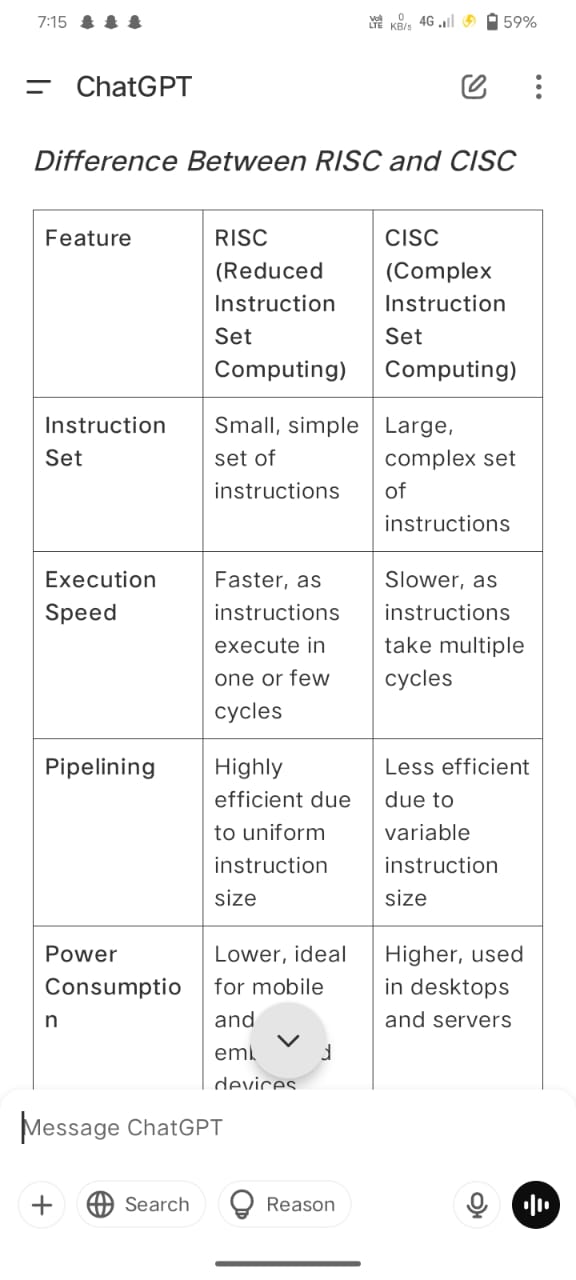 7:15
Vo) LTE 0 KB/s 4G 59%
ChatGPT
Difference Between RISC and CISC
Feature
RISC
(Reduced
Instruction
Set
Computing)
CISC
(Complex
Instruction
Set
Computing)
Instruction
Set
Small, simple
set of
instructions
Large,
complex set
of
instructions
Execution
Speed
Faster, as
instructions
execute in
one or few
cycles
Slower, as
instructions
take multiple
cycles
Pipelining
Highly
efficient due
to uniform
instruction
size
Less efficient
due to
variable
instruction
size
Power
Consumptio
n
Lower, ideal
for mobile
and
devices
Higher, used
in desktops
and servers
Message ChatGPT
Search
Reason